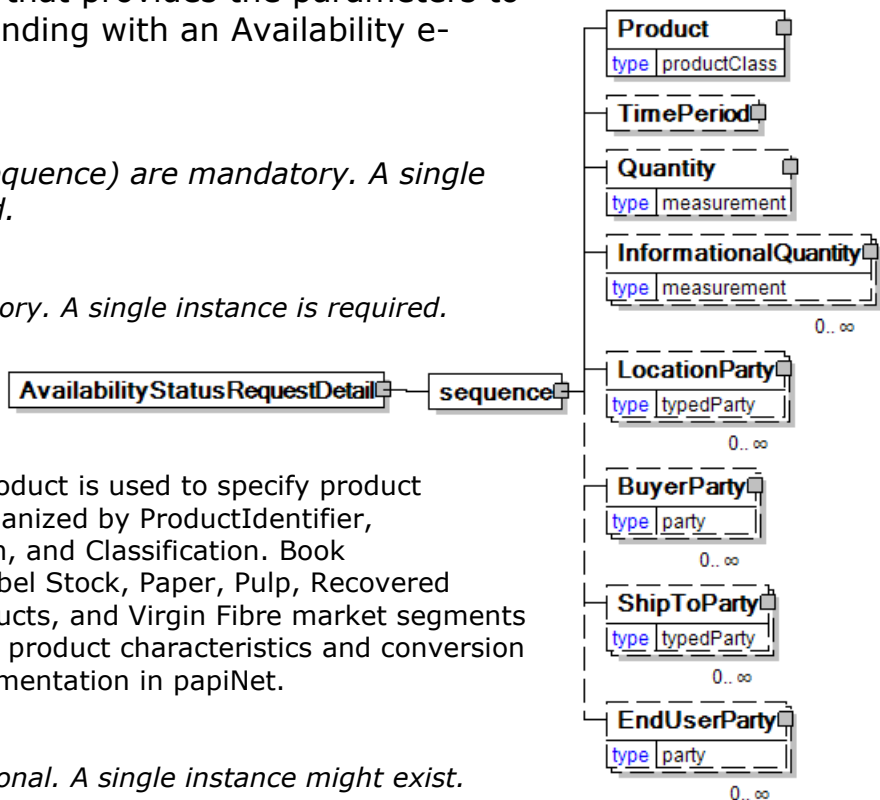 that provides the parameters to
nding with an Availability e-
equence) are mandatory. A single
d.
ory. A single instance is required.
AvailabilityStatusRequestDetail
sequence
oduct is used to specify product
anized by ProductIdentifier,
n, and Classification. Book
bel Stock, Paper, Pulp, Recovered
ucts, and Virgin Fibre market segments
product characteristics and conversion
mentation in papiNet.
onal. A single instance might exist.
Product
type productClass
TimePeriod
Quantity
type measurement
InformationalQuantity
type measurement
0.. ∞
LocationParty
type typedParty
0.. ∞
BuyerParty
type party
0.. ∞
ShipToParty
type typedParty
0.. ∞
EndUserParty
type party
0.. ∞